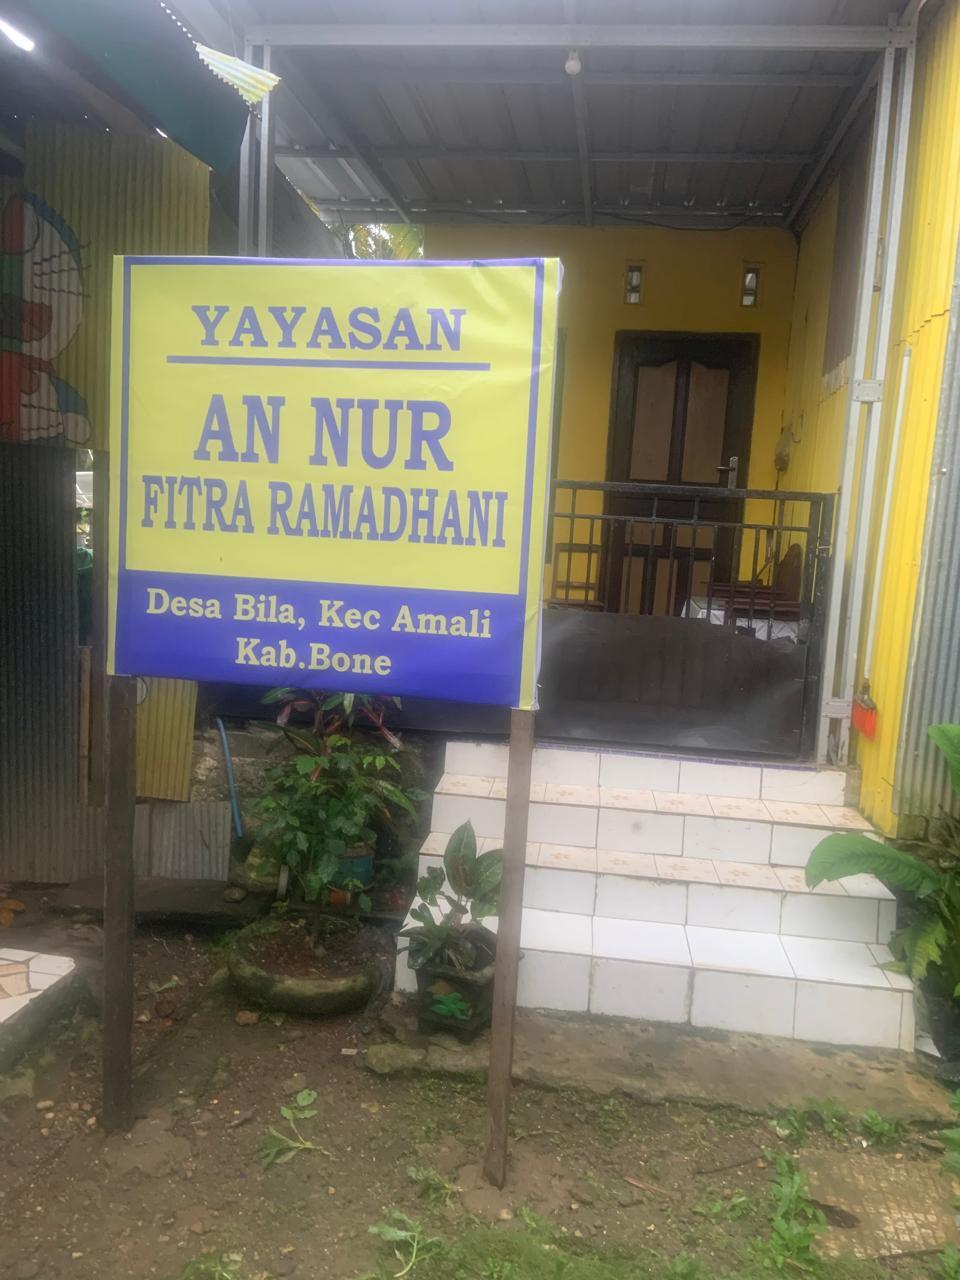 YAYASAN
AN NUR
FITRA RAMADHANI
Desa Bila, Kec Amali
Kab.Bone